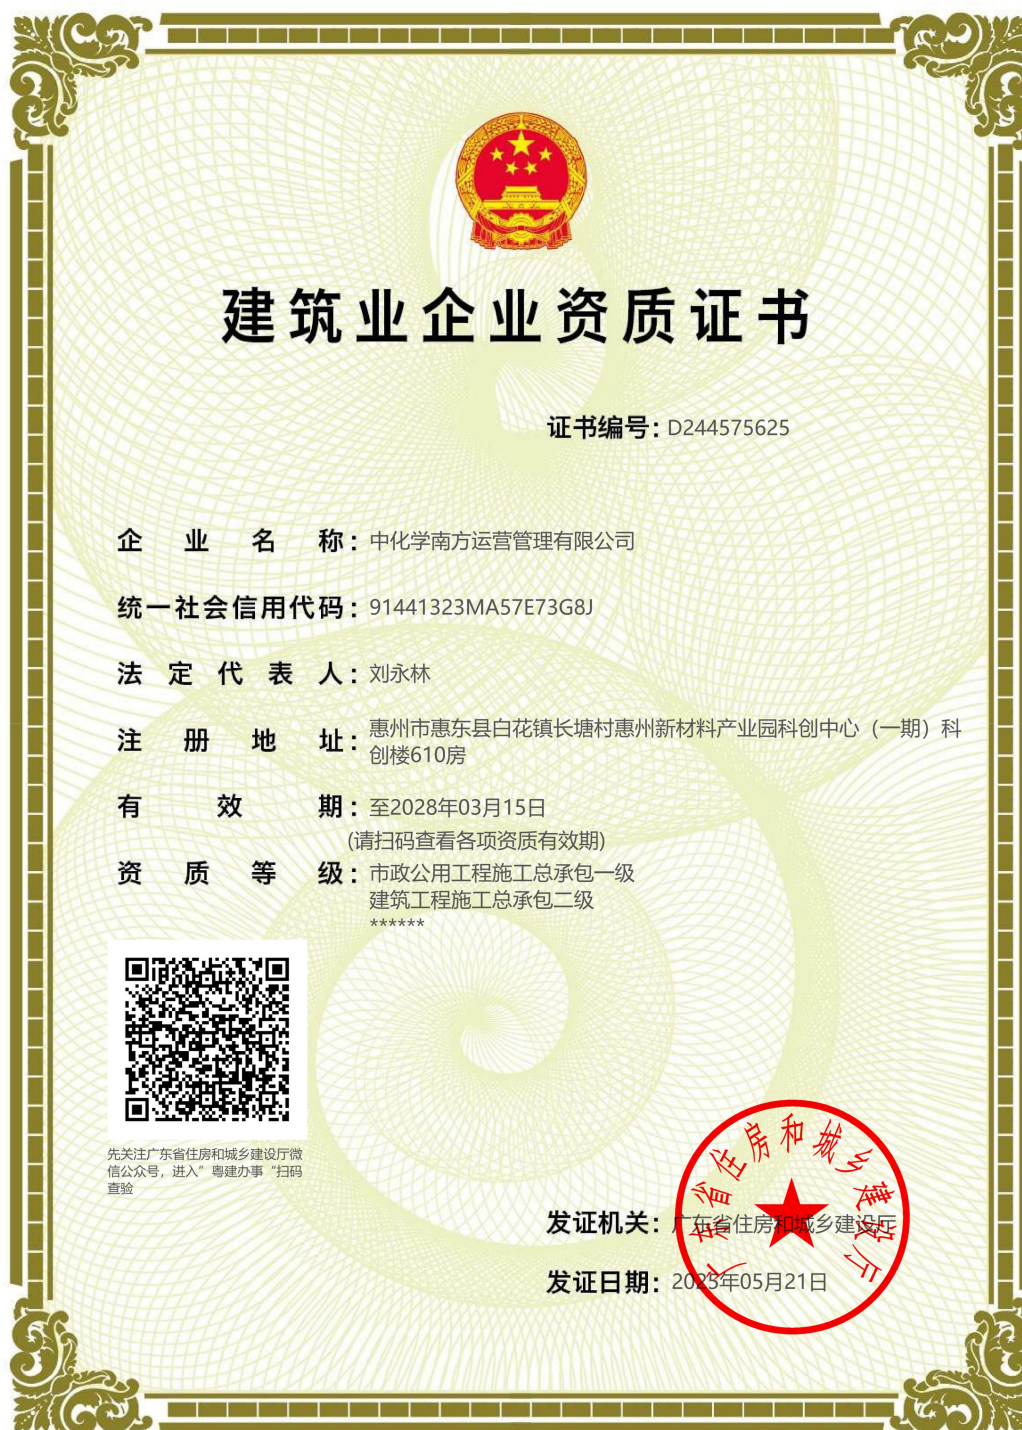 建筑业企业资质证书
证书编号：D244575625
企业名称：中化学南方运营管理有限公司
统一社会信用代码：91441323MA57E73G8J
法定代表人：刘永林
注册地址：惠州市惠东县白花镇长塘村惠州新材料产业园科创中心（一期）科
创楼610房
有效期：至2028年03月15日
(请扫码查看各项资质有效期)
资质等级：市政公用工程施工总承包一级
建筑工程施工总承包二级
******
先关注广东省住房和城乡建设厅微
信公众号，进入”粤建办事“扫码
查验
广东省住房和城乡建设厅
发证机关：广东省住房和城乡建设厅
发证日期：2025年05月21日